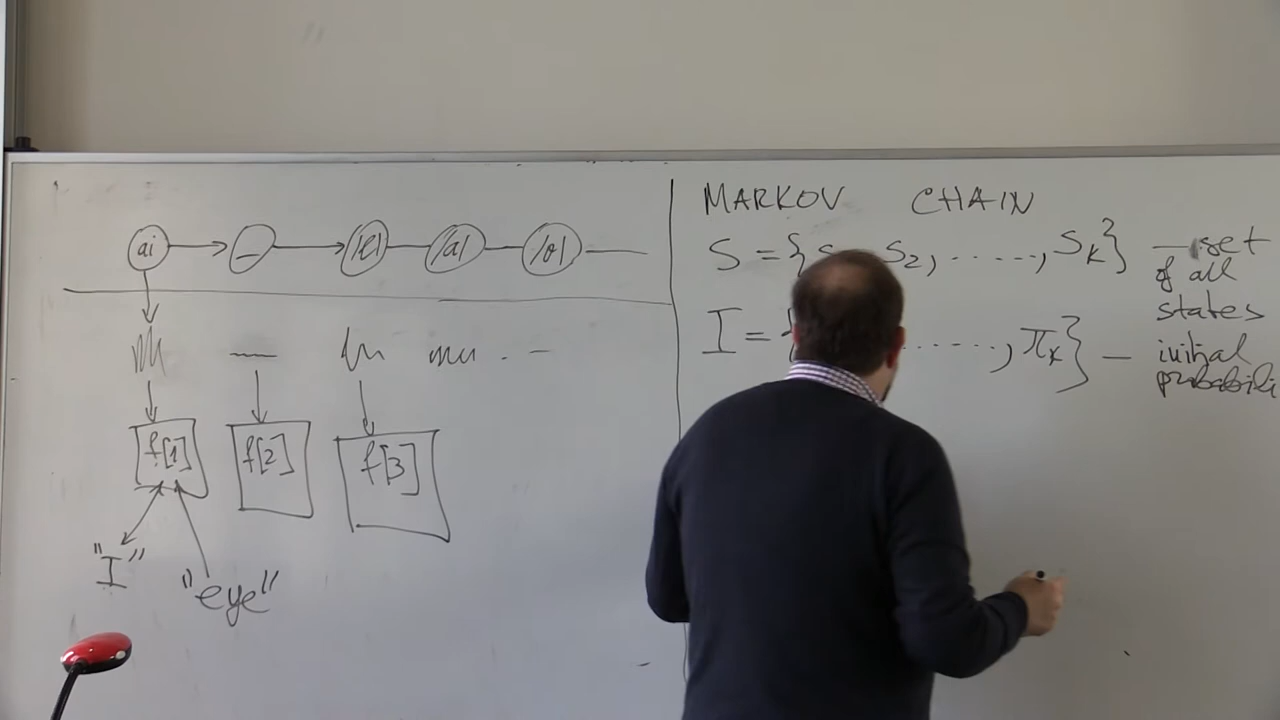 ai – /e/ /a/ /o/
f[1] f[2] f[3]
"I"
"eye"
MARKOV CHAIN
S = { S2, ....., Sk} — set
of all
states
I = { ....., πk} — initial
probabili